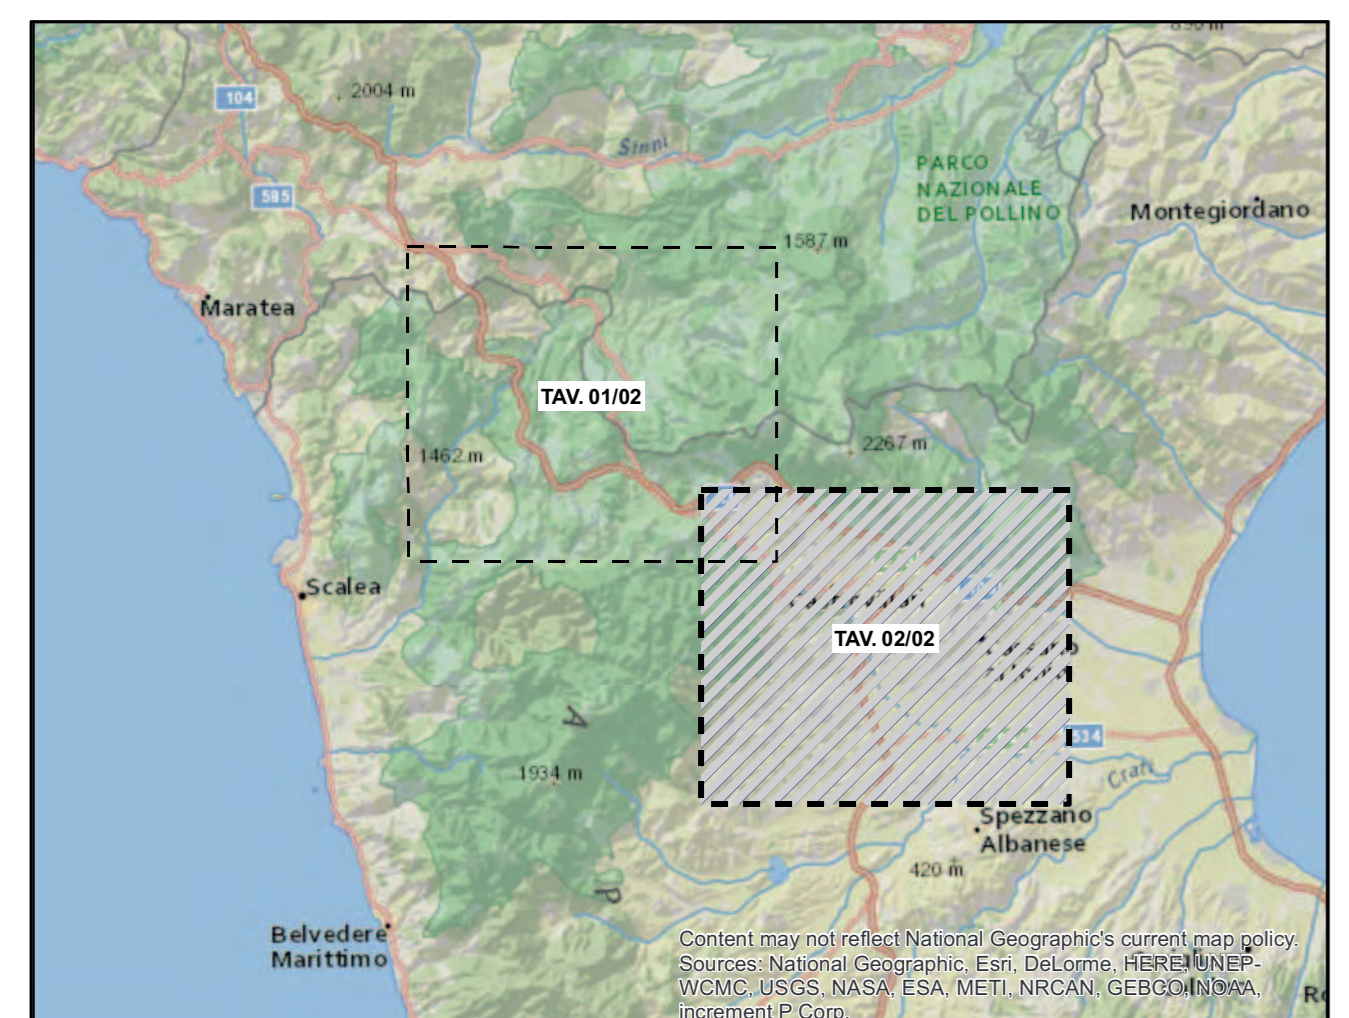 104
2004 m
Sinni
585
PARCO
NAZIONALE
DEL POLLINO
Montegiordano
1587 m
Maratea
TAV. 01/02
2267 m
1462 m
Scalea
TAV. 02/02
A
534
1934 m
Crati
Spezzano
Albanese
420 m
P
Belvedere
Marittimo
Content may not reflect National Geographic's current map policy.
Sources: National Geographic, Esri, DeLorme, HERE, UNEP-
WCMC, USGS, NASA, ESA, METI, NRCAN, GEBCO, NOAA,
increment P Corp.